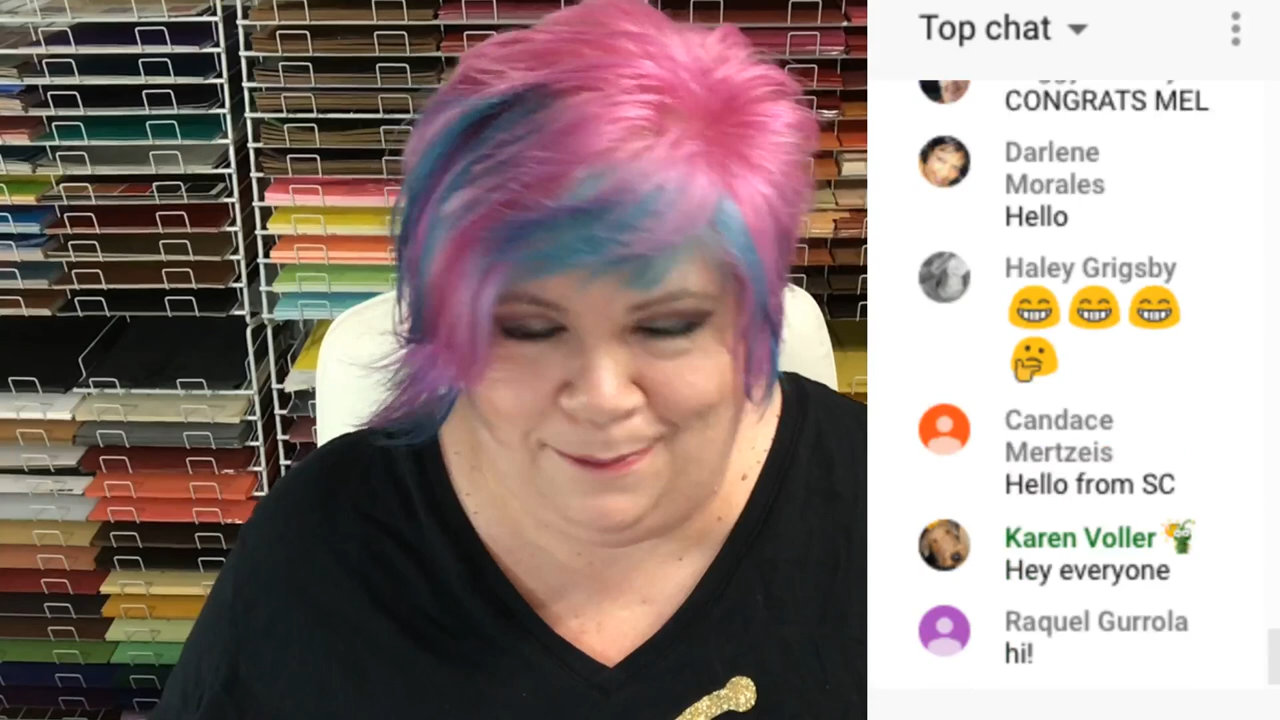 Top chat
CONGRATS MEL
Darlene
Morales
Hello
Haley Grigsby
Candace
Mertzeis
Hello from SC
Karen Voller
Hey everyone
Raquel Gurrola
hi!